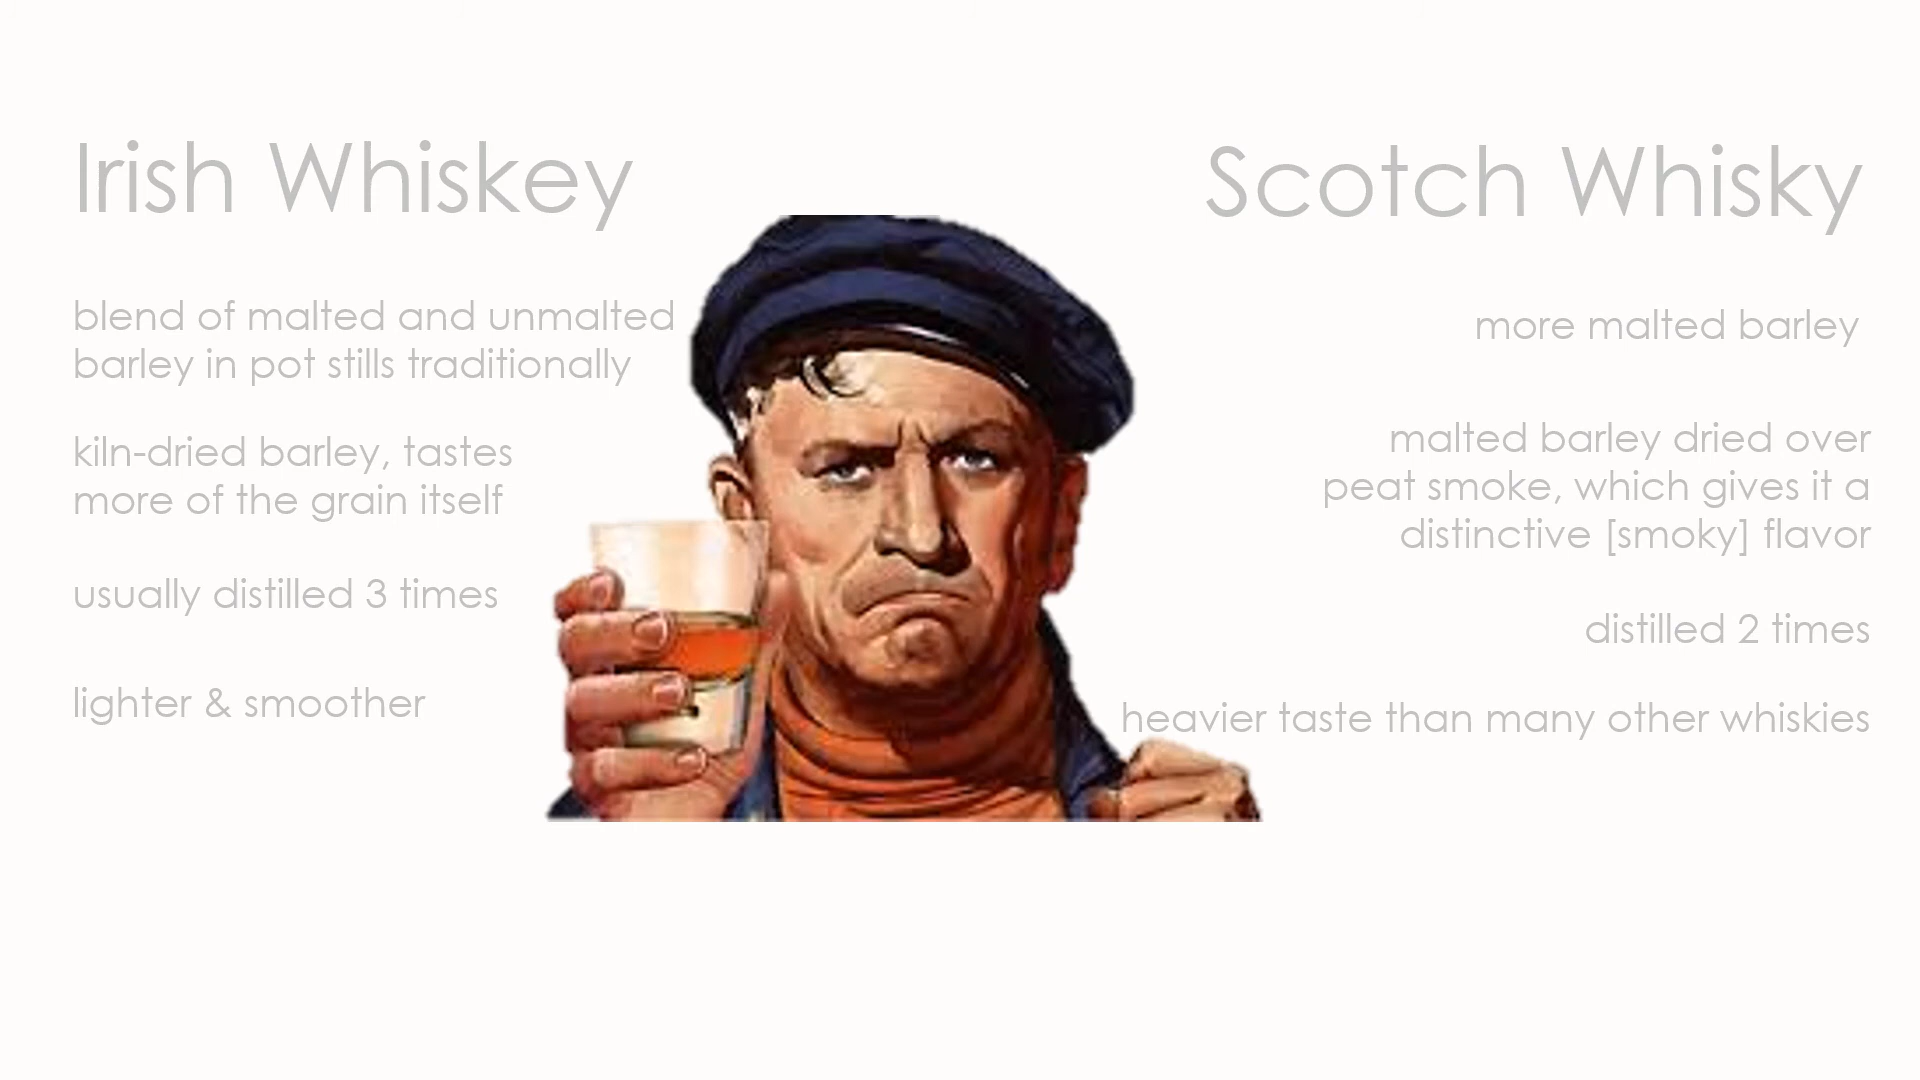 Irish Whiskey
blend of malted and unmalted
barley in pot stills traditionally
kiln-dried barley, tastes
more of the grain itself
usually distilled 3 times
lighter & smoother
Scotch Whisky
more malted barley
malted barley dried over
peat smoke, which gives it a
distinctive [smoky] flavor
distilled 2 times
heavier taste than many other whiskies